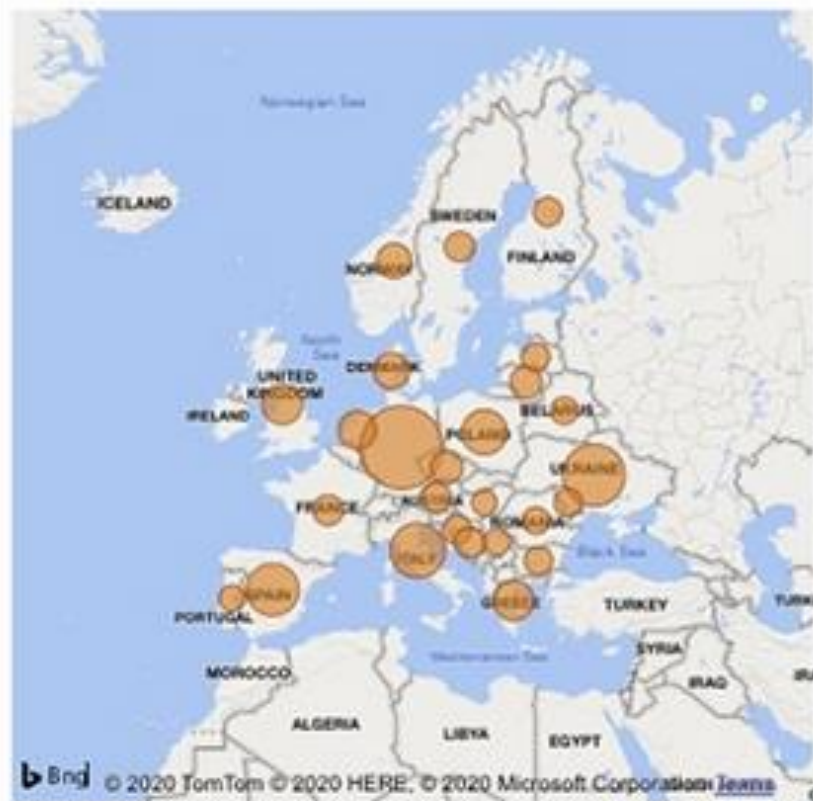 Norwegian Sea
ICELAND
SWEDEN
FINLAND
NORWAY
North
Sea
DENMARK
UNITED
KINGDOM
IRELAND
BELARUS
POLAND
UKRAINE
FRANCE
AUSTRIA
ROMANIA
ITALY
Black Sea
SPAIN
PORTUGAL
GREECE
TURKEY
Mediterranean Sea
SYRIA
MOROCCO
IRAQ
ALGERIA
LIBYA
EGYPT
Bing © 2020 TomTom © 2020 HERE, © 2020 Microsoft Corporation Terms